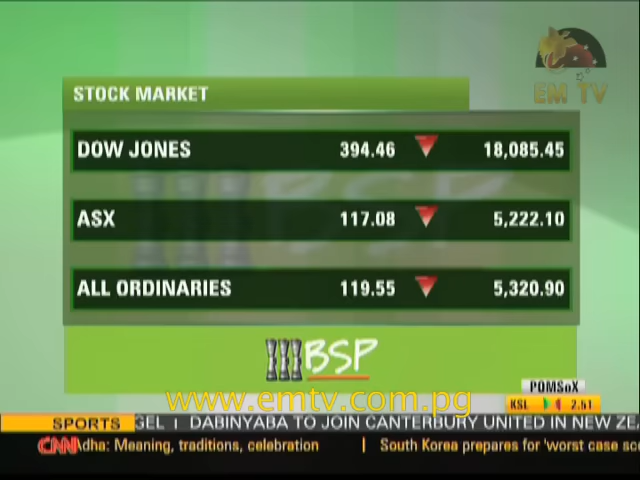 EM TV
STOCK MARKET
DOW JONES 394.46 18,085.45
ASX 117.08 5,222.10
ALL ORDINARIES 119.55 5,320.90
BSP
BSP
www.emtv.com.pg
POMSoX
KSL 2.51
SPORTS GEL | DABINYABA TO JOIN CANTERBURY UNITED IN NEW ZEA
CNN dha: Meaning, traditions, celebration | South Korea prepares for 'worst case sc